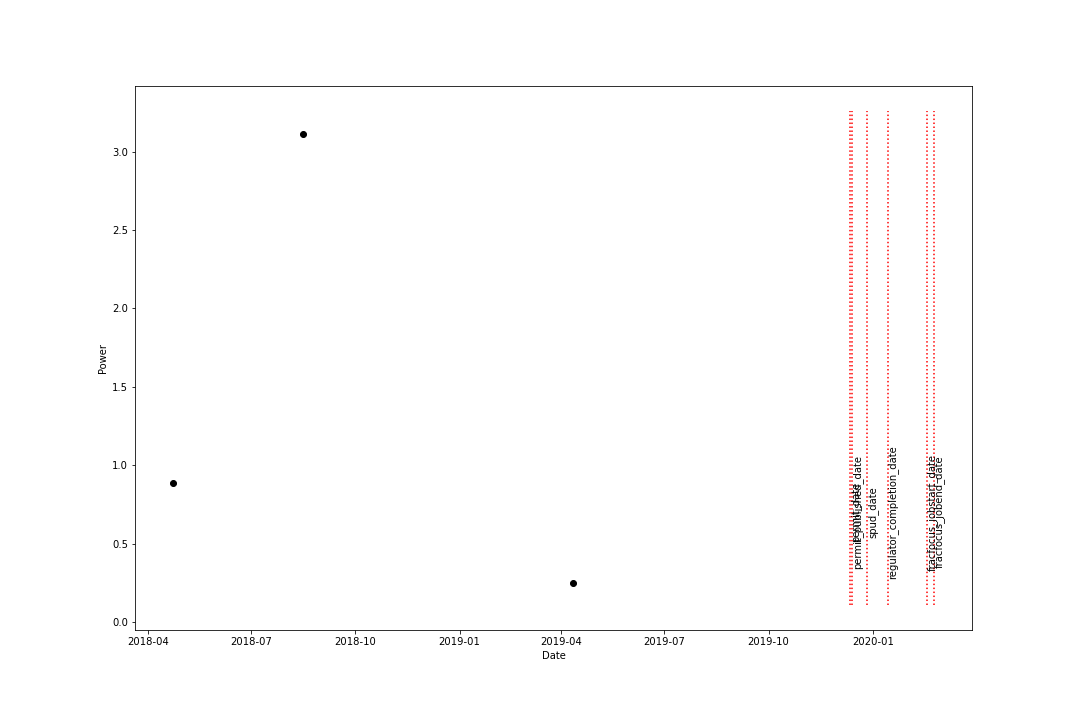 3.0
2.5
2.0
1.5
1.0
0.5
0.0
Power
permit_published_date
spud_date
regulator_completion_date
fracfocus_jobstart_date
fracfocus_jobend_date
2018-04
2018-07
2018-10
2019-01
2019-04
2019-07
2019-10
2020-01
Date